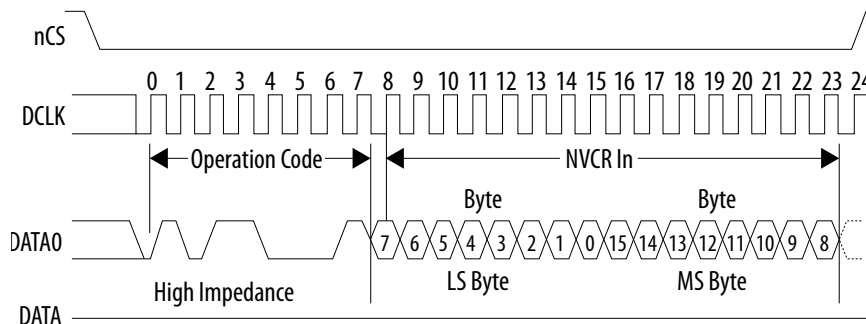 nCS
0 1 2 3 4 5 6 7 8 9 10 11 12 13 14 15 16 17 18 19 20 21 22 23 24
DCLK
Operation Code NVCR In
Byte Byte
DATA0 7 6 5 4 3 2 1 0 15 14 13 12 11 10 9 8
High Impedance LS Byte MS Byte
DATA